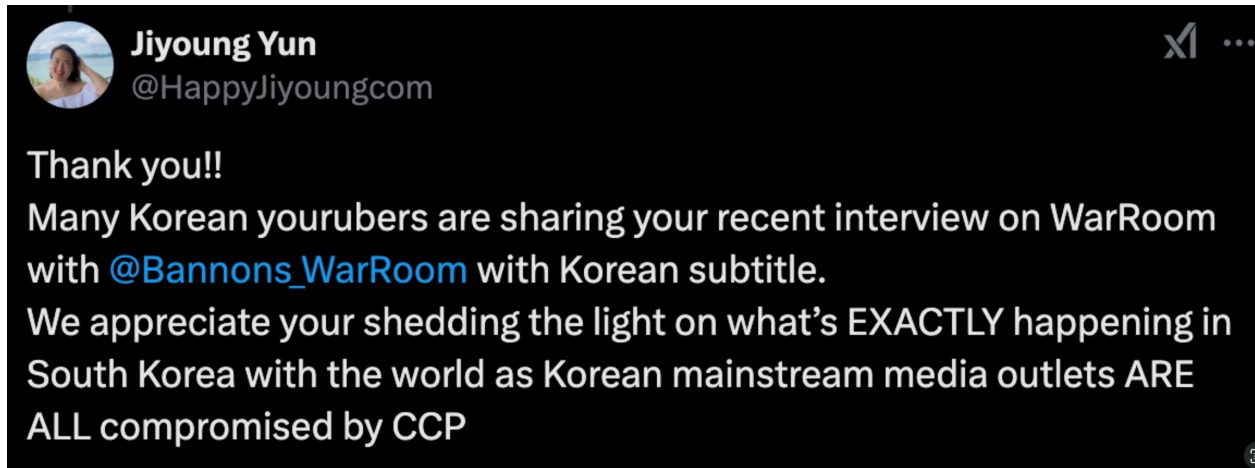 Jiyoung Yun
@HappyJiyoungcom
Thank you!!
Many Korean yourubers are sharing your recent interview on WarRoom
with @Bannons_WarRoom with Korean subtitle.
We appreciate your shedding the light on what’s EXACTLY happening in
South Korea with the world as Korean mainstream media outlets ARE
ALL compromised by CCP